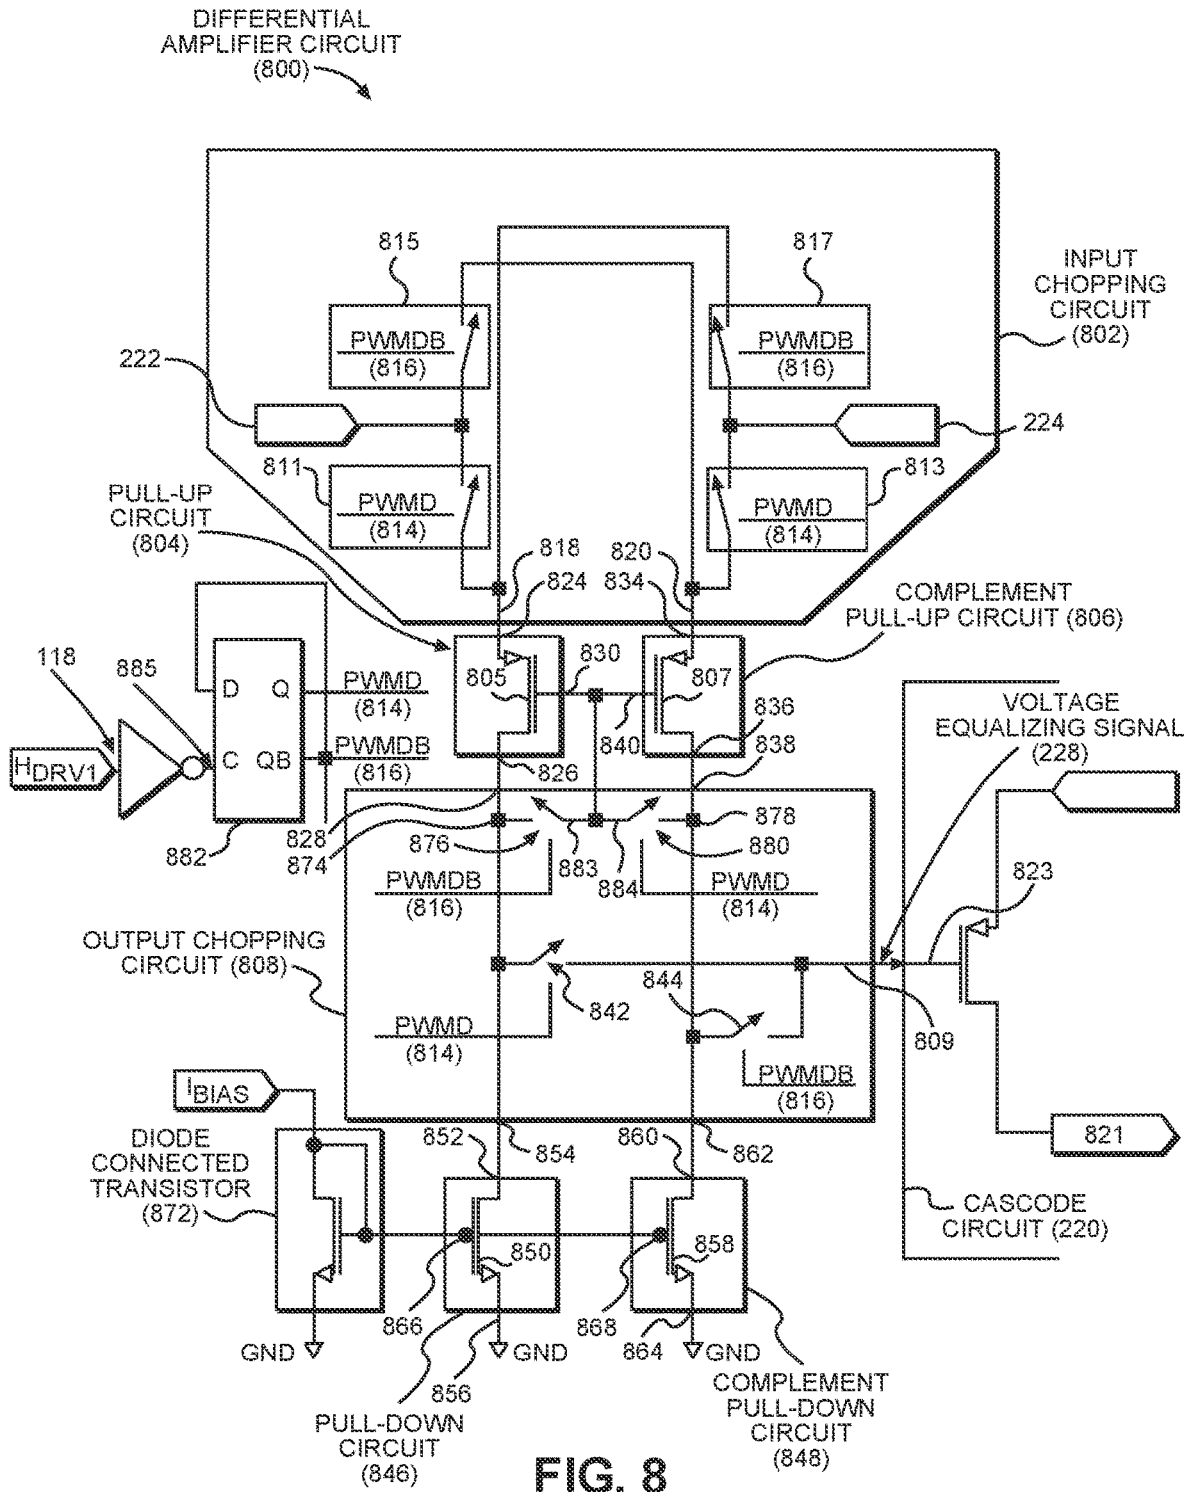 DIFFERENTIAL
AMPLIFIER CIRCUIT
(800)
815
817
INPUT
CHOPPING
CIRCUIT
(802)
PWMDB
(816)
PWMDB
(816)
222
224
811
813
PULL-UP
CIRCUIT
(804)
PWMD
(814)
PWMD
(814)
818
820
824
834
COMPLEMENT
PULL-UP CIRCUIT (806)
118
885
D
Q
PWMD
(814)
805
830
807
836
VOLTAGE
EQUALIZING SIGNAL
(228)
HDRV1
C
QB
PWMDB
(816)
840
826
838
828
874
882
876
883
884
878
880
823
PWMDB
(816)
PWMD
(814)
OUTPUT CHOPPING
CIRCUIT (808)
842
844
809
PWMD
(814)
PWMDB
(816)
IBIAS
852
854
860
862
821
DIODE
CONNECTED
TRANSISTOR
(872)
850
858
CASCODE
CIRCUIT (220)
866
868
864
GND
GND
GND
856
PULL-DOWN
CIRCUIT
(846)
COMPLEMENT
PULL-DOWN
CIRCUIT
(848)
FIG. 8